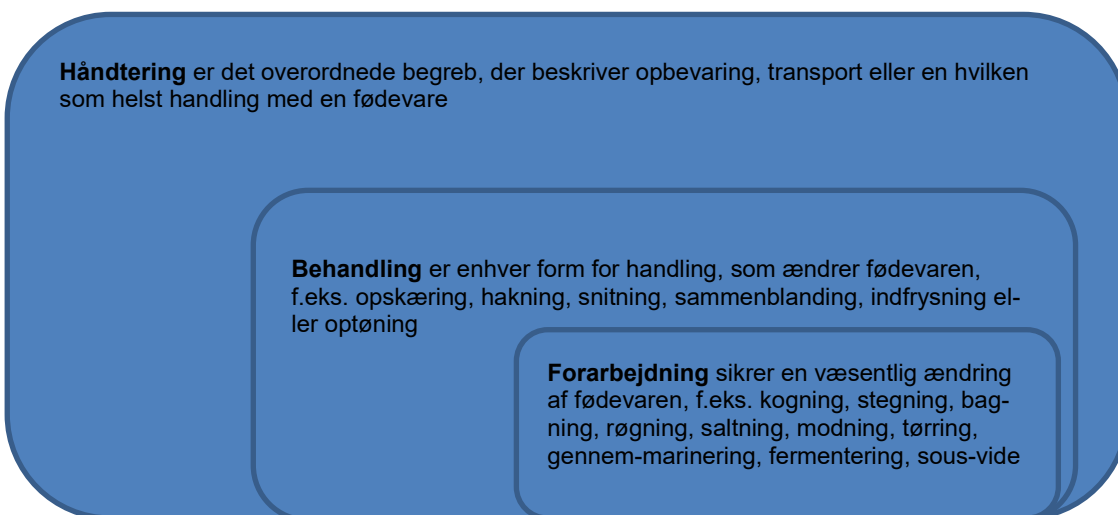 Håndtering er det overordnede begreb, der beskriver opbevaring, transport eller en hvilken
som helst handling med en fødevare
Behandling er enhver form for handling, som ændrer fødevaren,
f.eks. opskæring, hakning, snitning, sammenblanding, indfrysning el-
ler optøning
Forarbejdning sikrer en væsentlig ændring
af fødevaren, f.eks. kogning, stegning, bag-
ning, røgning, saltning, modning, tørring,
gennem-marinering, fermentering, sous-vide